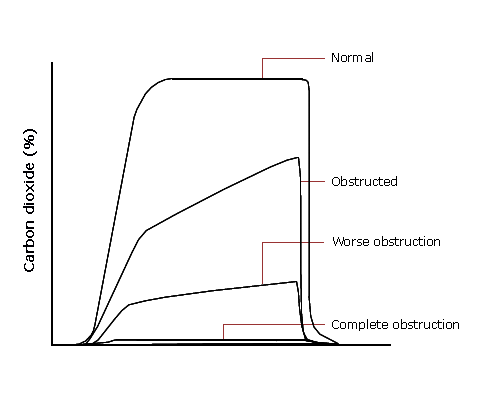 Normal
Carbon dioxide (%)
Obstructed
Worse obstruction
Complete obstruction